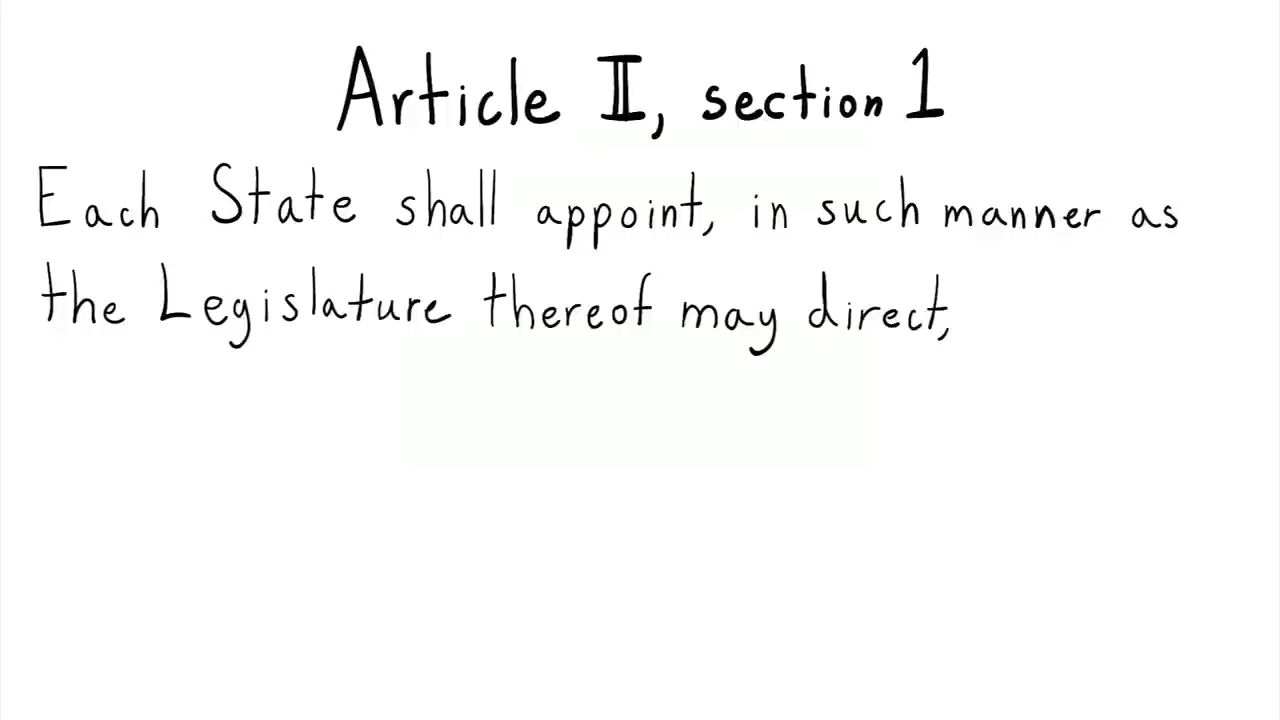 Article II, section 1
Each State shall appoint, in such manner as
the Legislature thereof may direct,